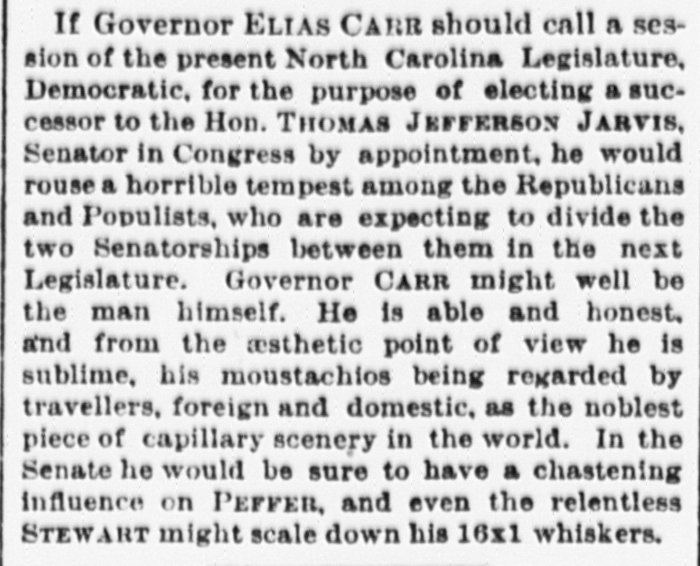 If Governor ELIAS CARR should call a ses-
sion of the present North Carolina Legislature,
Democratic, for the purpose of electing a suc-
cessor to the Hon. THOMAS JEFFERSON JARVIS,
Senator in Congress by appointment, he would
rouse a horrible tempest among the Republicans
and Populists, who are expecting to divide the
two Senatorships between them in the next
Legislature. Governor CARR might well be
the man himself. He is able and honest,
and from the æsthetic point of view he is
sublime, his moustachios being regarded by
travellers, foreign and domestic, as the noblest
piece of capillary scenery in the world. In the
Senate he would be sure to have a chastening
influence on PEFFER, and even the relentless
STEWART might scale down his 16x1 whiskers.